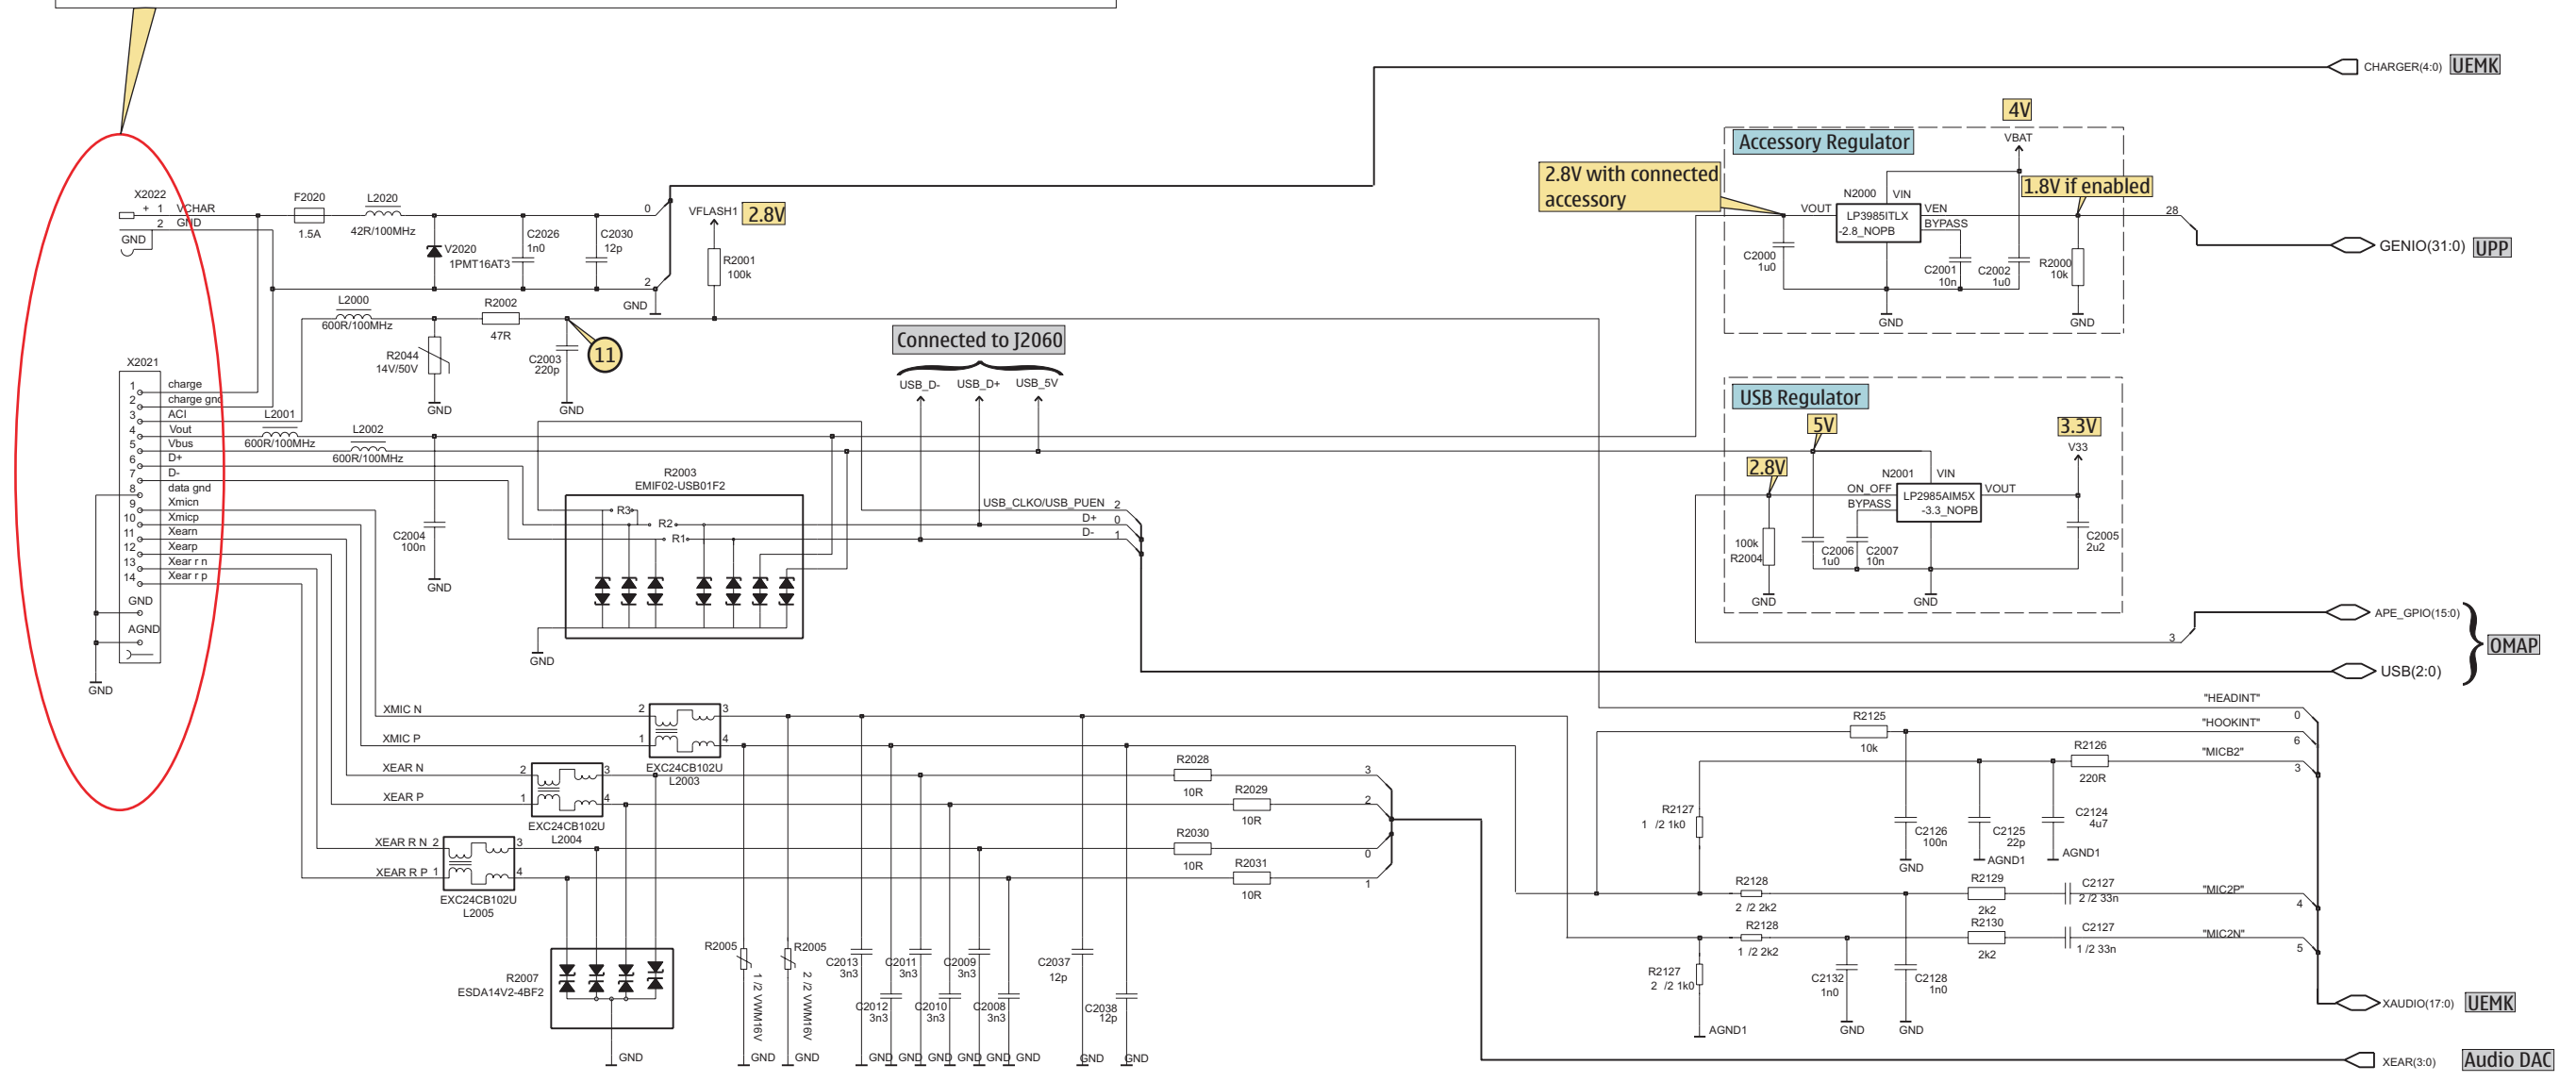 CHARGER(4:0) UEMK
4V
VBAT
Accessory Regulator
2.8V with connected
accessory
N2000 VIN
1.8V if enabled
VOUT
LP3985ITLX
-2.8_NOPB
VEN
BYPASS
28
GENIO(31:0) UPP
C2000
1u0
C2001
10n
C2002
1u0
R2000
10k
GND
GND
X2022
+ 1 VCHAR
2 GND
GND
F2020
1.5A
L2020
42R/100MHz
V2020
1PMT16AT3
C2026
1n0
C2030
12p
0
2
GND
VFLASH1 2.8V
R2001
100k
L2000
600R/100MHz
R2002
47R
R2044
14V/50V
GND
C2003
220p
11
GND
Connected to J2060
USB_D- USB_D+ USB_5V
X2021
1 charge
2 charge gnd
3 ACI
4 Vout
5 Vbus
6 D+
7 D-
8 data gnd
9 Xmicn
10 Xmicp
11 Xearn
12 Xearp
13 Xear r n
14 Xear r p
GND
AGND
GND
L2001
600R/100MHz
L2002
600R/100MHz
C2004
100n
GND
R2003
EMIF02-USB01F2
R3
R2
R1
GND
USB_CLKO/USB_PUEN 2
D+ 0
D- 1
USB Regulator
5V
3.3V
V33
2.8V
N2001 VIN
ON_OFF
BYPASS
LP2985AIM5X
-3.3_NOPB
VOUT
100k
R2004
C2006
1u0
C2007
10n
C2005
2u2
GND
GND
3
APE_GPIO(15:0)
OMAP
USB(2:0)
XMIC N 2 3
XMIC P 1 4
EXC24CB102U
L2003
XEAR N 2 3
XEAR P 1 4
EXC24CB102U
L2004
XEAR R N 2 3
XEAR R P 1 4
EXC24CB102U
L2005
R2028
10R
R2029
10R
R2030
10R
R2031
10R
3
2
0
1
R2007
ESDA14V2-4BF2
GND
R2005
1 /2 VWM16V
R2005
2 /2 VWM16V
C2013
3n3
C2012
3n3
C2011
3n3
C2010
3n3
C2009
3n3
C2008
3n3
C2037
12p
C2038
12p
GND GND GND GND GND GND GND GND GND GND
"HEADINT"
0
R2125
10k
"HOOKINT"
6
R2126
220R
"MICB2"
3
R2127
1 /2 1k0
C2126
100n
GND
C2125
22p
AGND1
C2124
4u7
AGND1
R2128
2 /2 2k2
R2129
2k2
C2127
2 /2 33n
"MIC2P"
4
R2128
1 /2 2k2
R2130
2k2
C2127
1 /2 33n
"MIC2N"
5
R2127
2 /2 1k0
AGND1
C2132
1n0
GND
C2128
1n0
GND
XAUDIO(17:0) UEMK
XEAR(3:0) Audio DAC